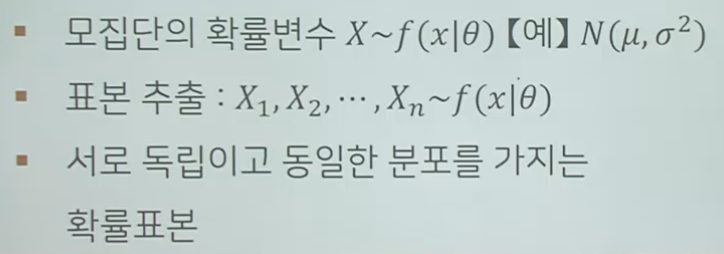 ▪ 모집단의 확률변수 X~f(x|θ)【예】N(μ, σ²)
▪ 표본 추출 : X₁, X₂, ⋯, Xₙ~f(x|θ)
▪ 서로 독립이고 동일한 분포를 가지는
확률표본